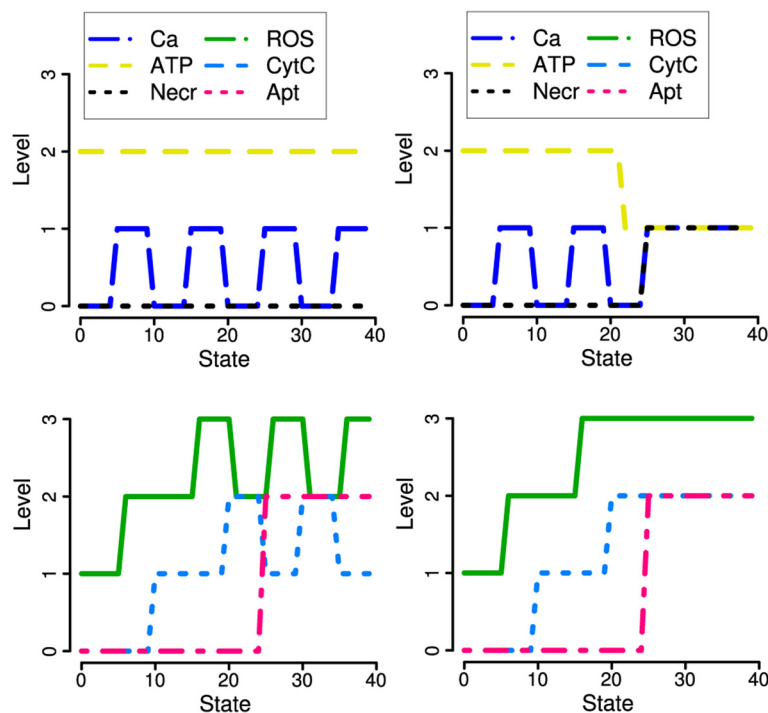 Ca ROS
ATP CytC
Necr Apt
Level
3
2
1
0
0 10 20 30 40
State
Ca ROS
ATP CytC
Necr Apt
Level
3
2
1
0
0 10 20 30 40
State
Level
3
2
1
0
0 10 20 30 40
State
Level
3
2
1
0
0 10 20 30 40
State